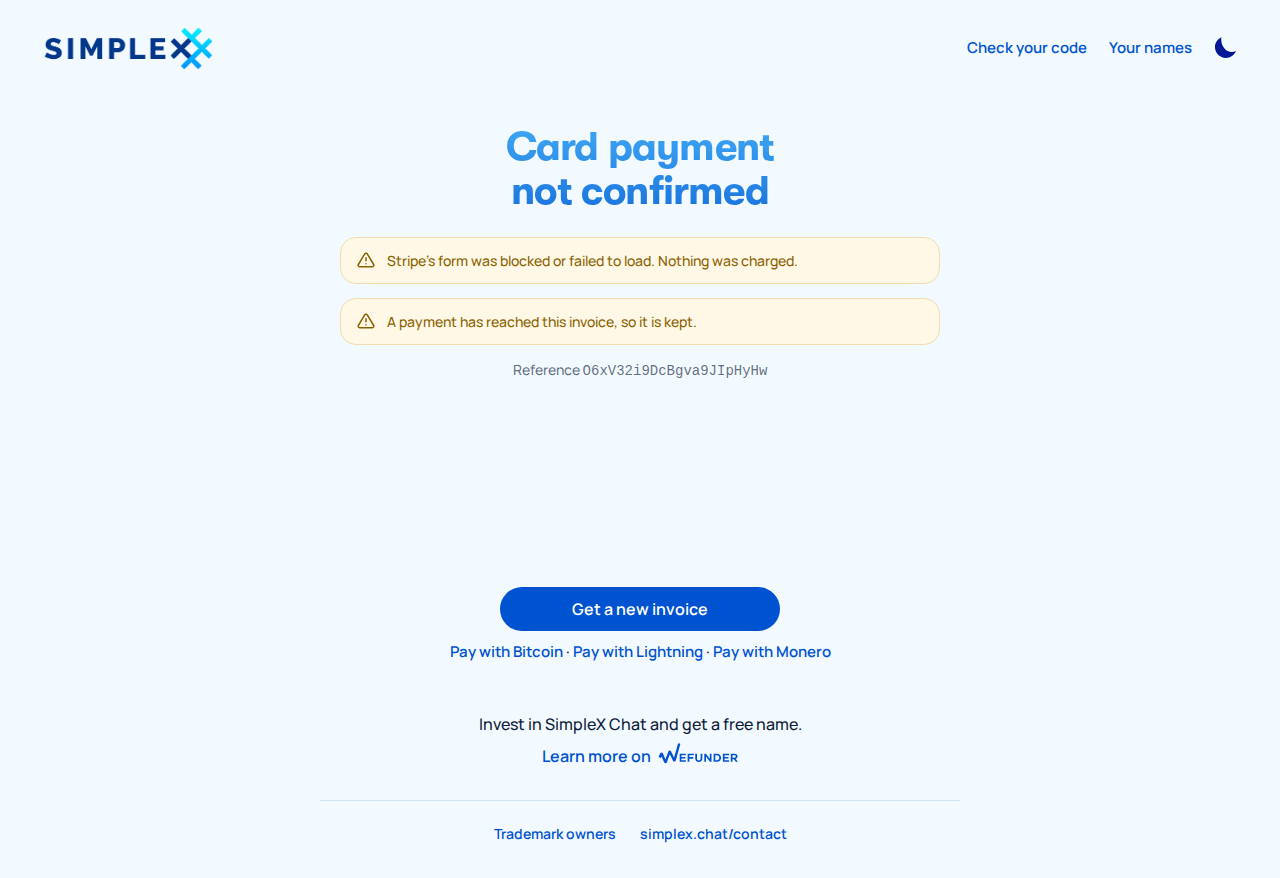 SIMPLEX
Check your code
Your names
Card payment
not confirmed
Stripe's form was blocked or failed to load. Nothing was charged.
A payment has reached this invoice, so it is kept.
Reference O6xV32i9DcBgva9JIpHyHw
Get a new invoice
Pay with Bitcoin · Pay with Lightning · Pay with Monero
Invest in SimpleX Chat and get a free name.
Learn more on WEFUNDER
Trademark owners
simplex.chat/contact